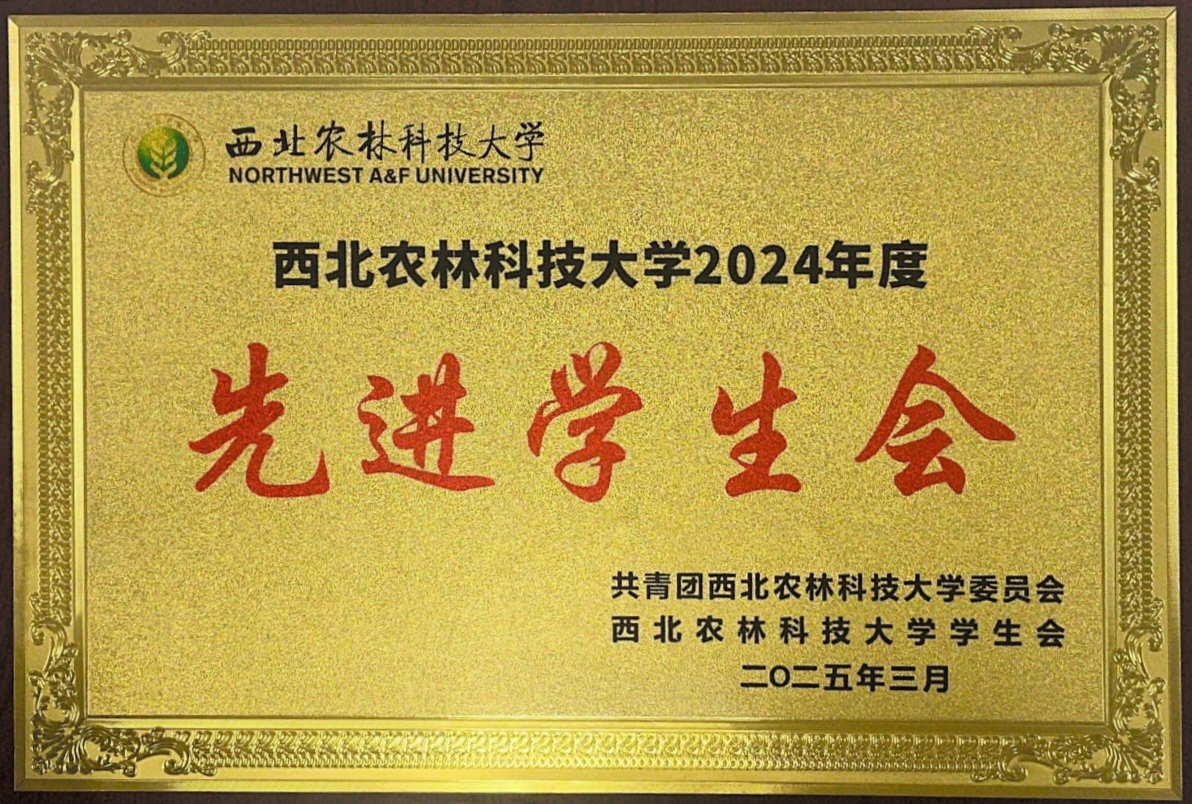 西北农林科技大学
NORTHWEST A&F UNIVERSITY
西北农林科技大学2024年度
先进学生会
共青团西北农林科技大学委员会
西北农林科技大学学生会
二〇二五年三月